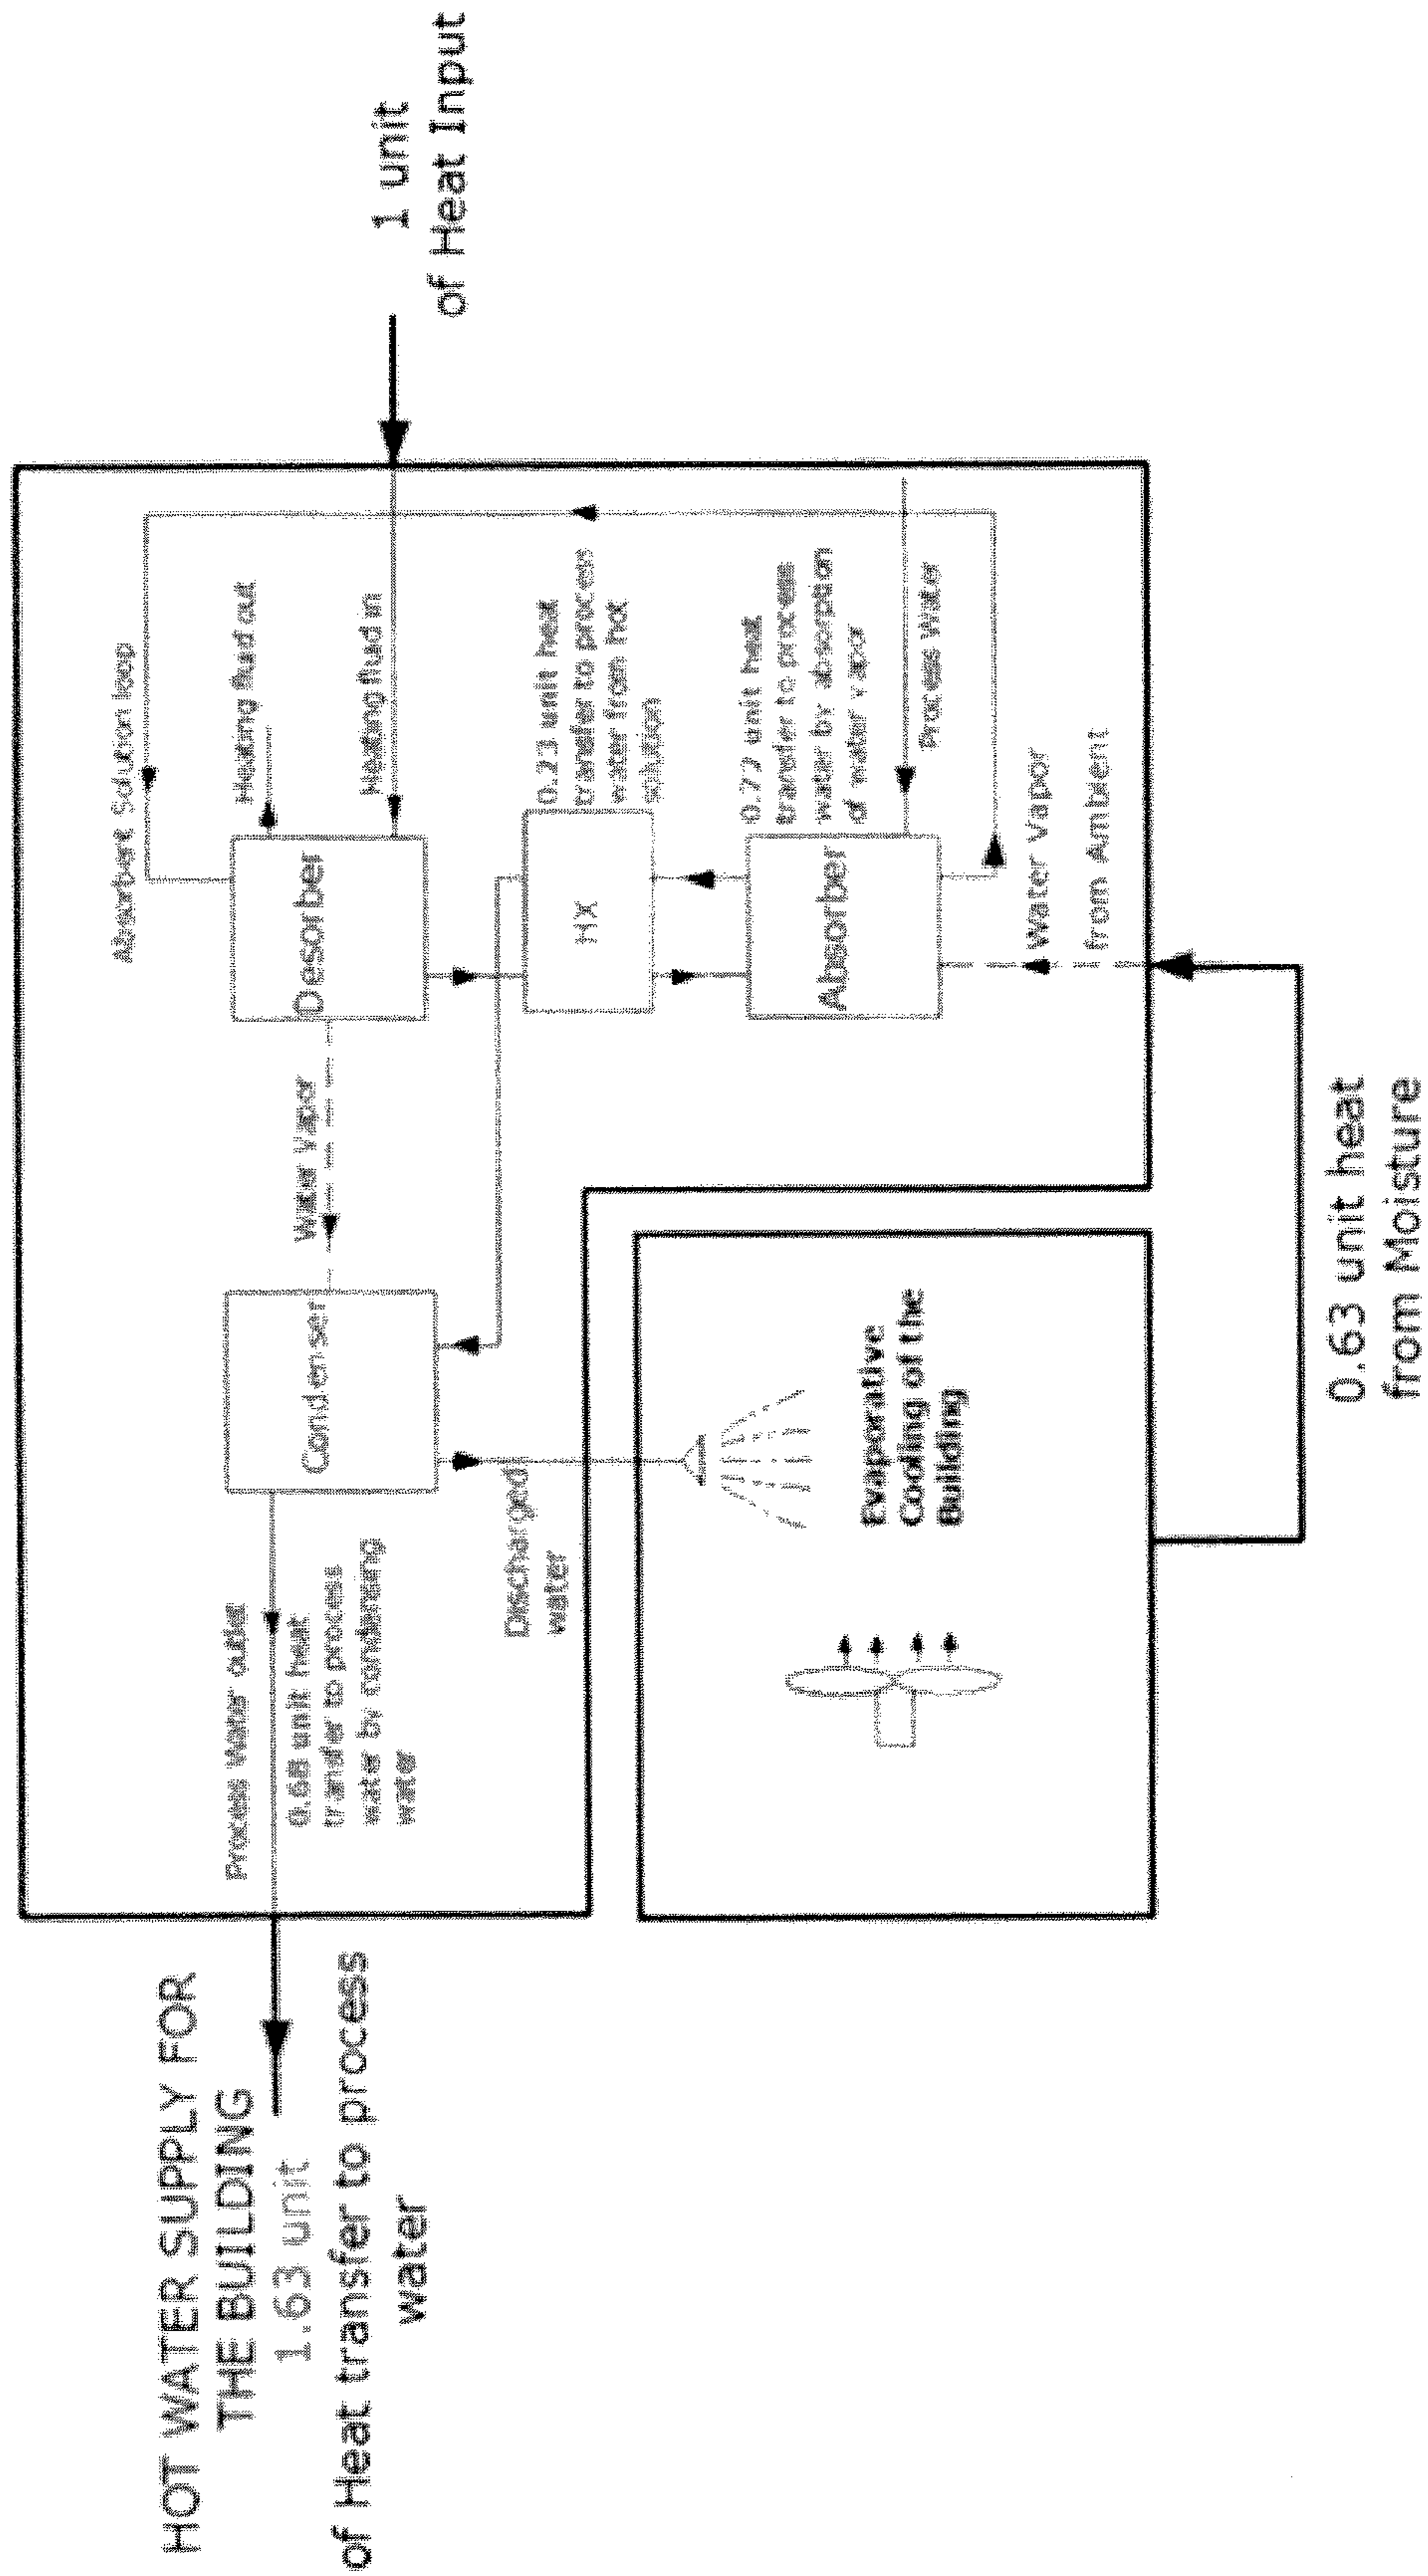 HOT WATER SUPPLY FOR
THE BUILDING
1.63 unit
of Heat transfer to process
water
Process Water outlet
0.68 unit heat
transfer to process
water by condensing
water
Condenser
Discharged
water
Water Vapor
Absorbent Solution loop
Desorber
Heating fluid out
Heating fluid in
HX
0.23 unit heat
transfer to process
water from hot
solution
Absorber
0.72 unit heat
transfer to process
water by absorption
of water vapor
Process Water
Water Vapor
from Ambient
1 unit
of Heat Input
Evaporative
Cooling of the
Building
0.63 unit heat
from Moisture